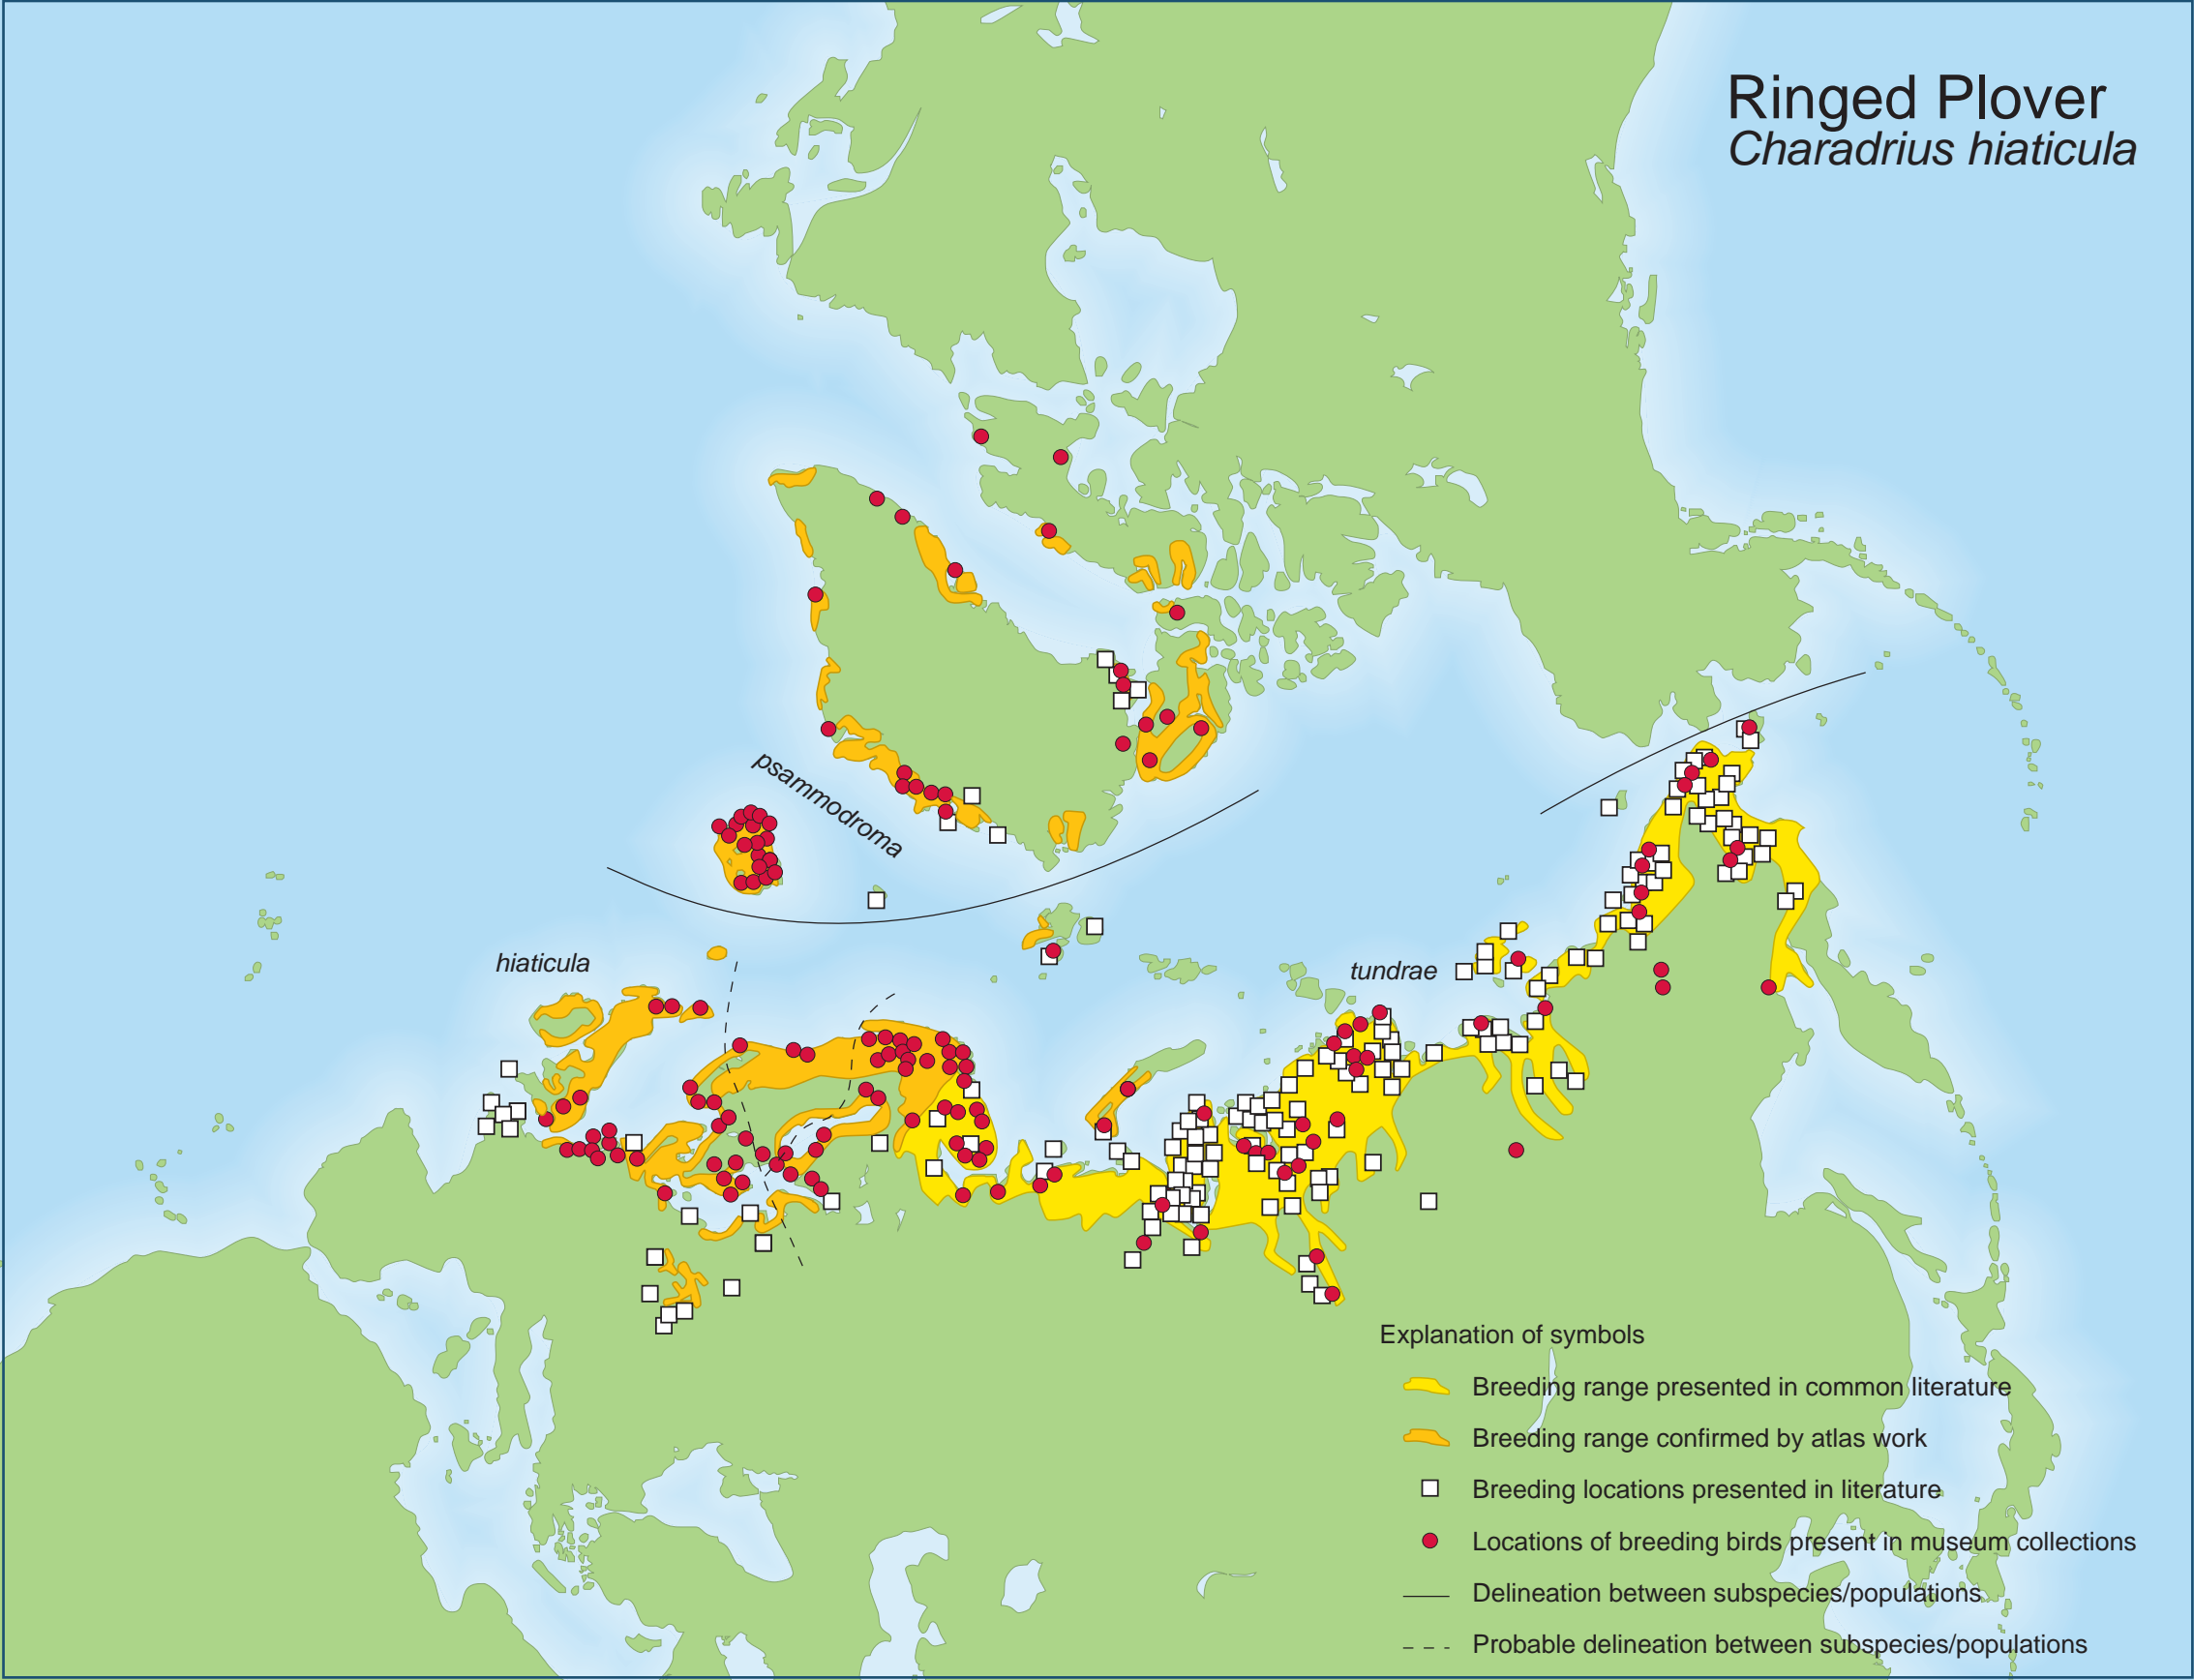 Ringed Plover
Charadrius hiaticula
psammodroma
hiaticula
tundrae
Explanation of symbols
Breeding range presented in common literature
Breeding range confirmed by atlas work
Breeding locations presented in literature
Locations of breeding birds present in museum collections
Delineation between subspecies/populations
Probable delineation between subspecies/populations